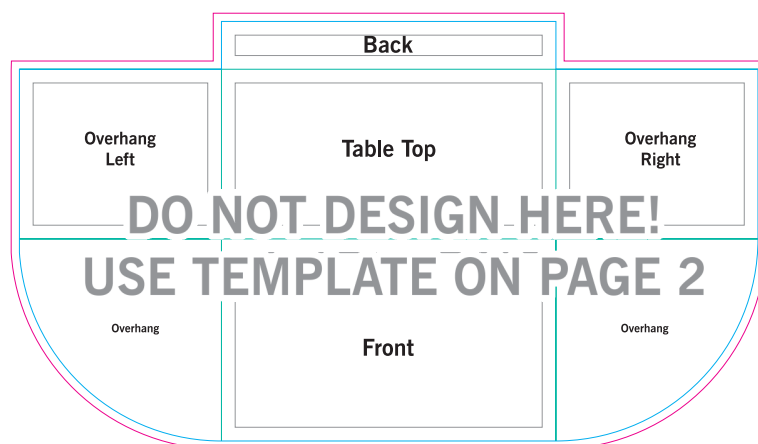 Back
Overhang
Left
Table Top
Overhang
Right
DO NOT DESIGN HERE!
USE TEMPLATE ON PAGE 2
Overhang
Front
Overhang